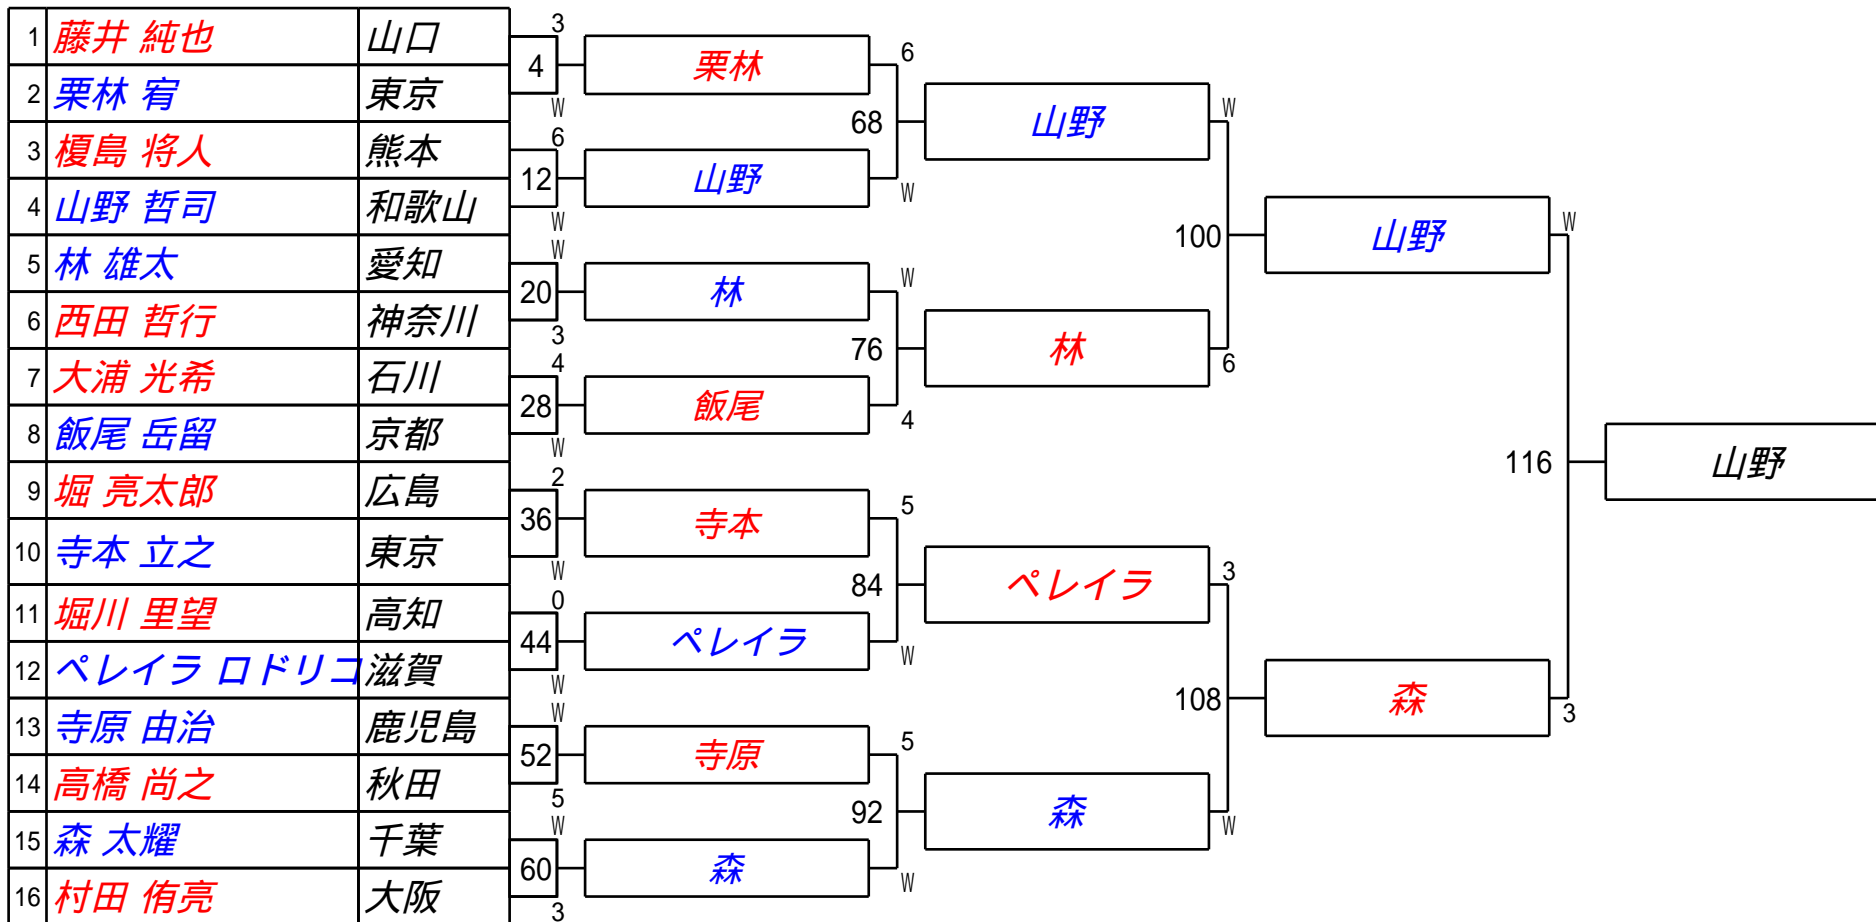 1 藤井 純也 山口
2 栗林 宥 東京
3 榎島 将人 熊本
4 山野 哲司 和歌山
5 林 雄太 愛知
6 西田 哲行 神奈川
7 大浦 光希 石川
8 飯尾 岳留 京都
9 堀 亮太郎 広島
10 寺本 立之 東京
11 堀川 里望 高知
12 ペレイラ ロドリコ 滋賀
13 寺原 由治 鹿児島
14 高橋 尚之 秋田
15 森 太耀 千葉
16 村田 侑亮 大阪
3
4
W
6
12
W
W
20
3
4
28
W
2
36
W
0
44
W
W
52
5
W
60
3
栗林
山野
林
飯尾
寺本
ペレイラ
寺原
森
6
68
W
W
76
4
5
84
W
5
92
W
山野
林
ペレイラ
森
W
100
6
3
108
W
山野
森
W
116
3
山野